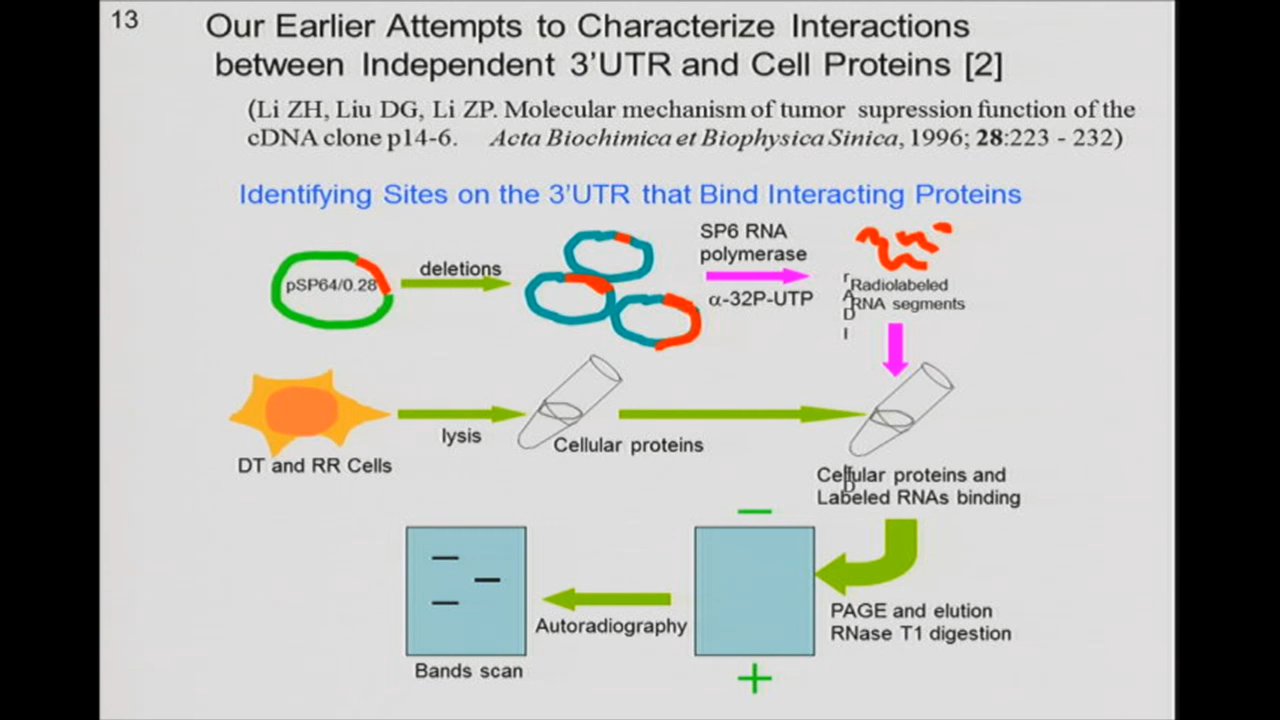 13
Our Earlier Attempts to Characterize Interactions
between Independent 3'UTR and Cell Proteins [2]
(Li ZH, Liu DG, Li ZP. Molecular mechanism of tumor supression function of the
cDNA clone p14-6. Acta Biochimica et Biophysica Sinica, 1996; 28:223 - 232)
Identifying Sites on the 3'UTR that Bind Interacting Proteins
pSP64/0.28
deletions
SP6 RNA
polymerase
α-32P-UTP
Radiolabeled
RNA segments
r
A
D
I
DT and RR Cells
lysis
Cellular proteins
Cellular proteins and
Labeled RNAs binding
D
−
+
PAGE and elution
RNase T1 digestion
Autoradiography
Bands scan